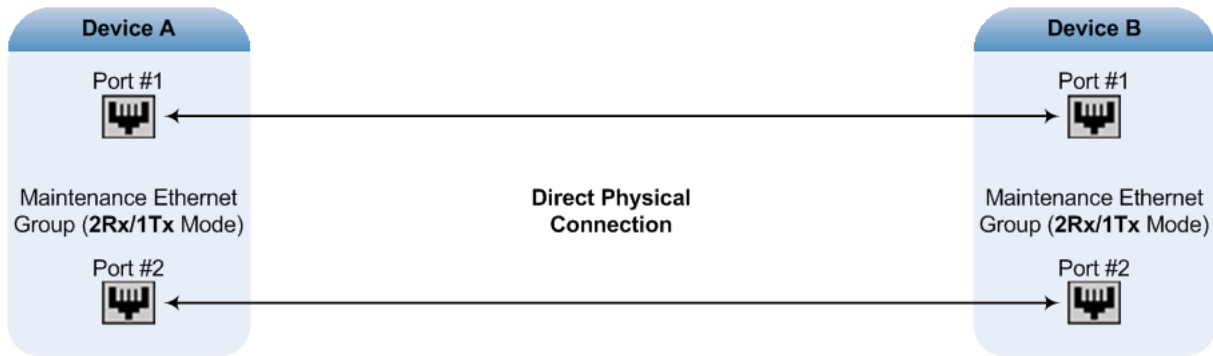 Device A
Device B
Port #1
Port #1
Maintenance Ethernet
Group (2Rx/1Tx Mode)
Direct Physical
Connection
Maintenance Ethernet
Group (2Rx/1Tx Mode)
Port #2
Port #2